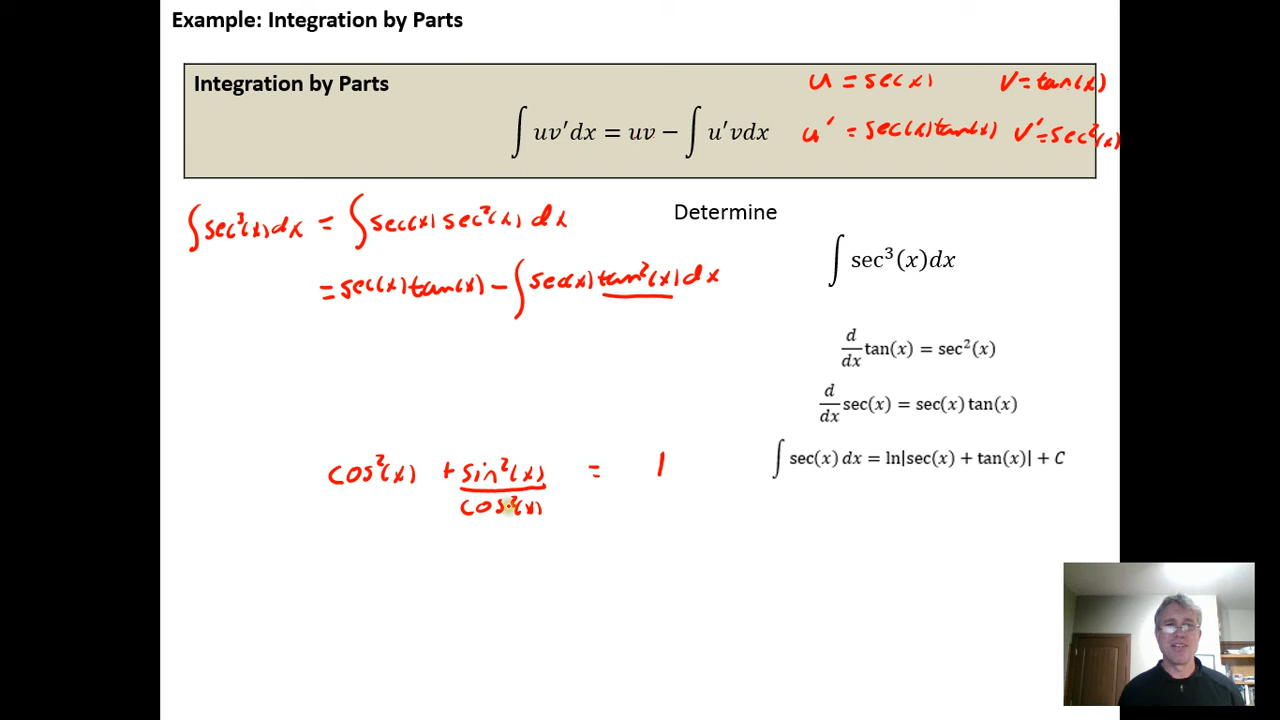 Example: Integration by Parts
Integration by Parts
u = sec(x) v = tan(x)
∫ uv′dx = uv − ∫ u′vdx
u′ = sec(x)tan(x) v′ = sec²(x)
∫ sec³(x)dx = ∫ sec(x) sec²(x) dx
Determine
∫ sec³(x)dx
= sec(x)tan(x) − ∫ sec(x) tan²(x) dx
d/dx tan(x) = sec²(x)
d/dx sec(x) = sec(x) tan(x)
∫ sec(x) dx = ln|sec(x) + tan(x)| + C
cos²(x) + sin²(x) = 1
cos²(x)